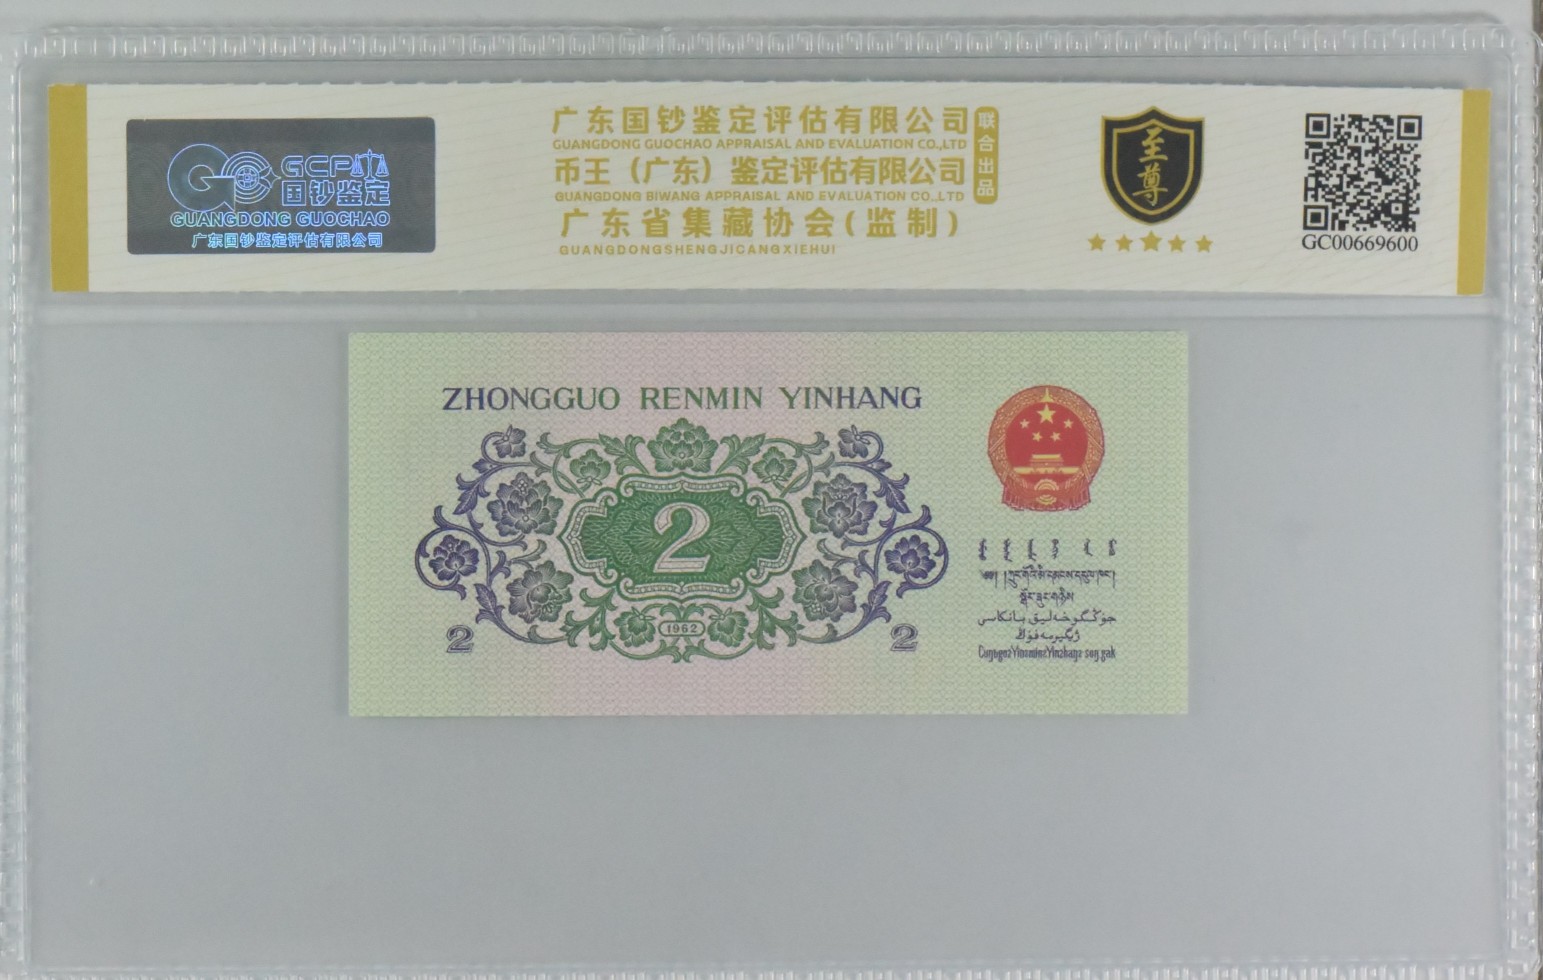 GCP
国钞鉴定
GUANGDONG GUOCHAO
广东国钞鉴定评估有限公司
广东国钞鉴定评估有限公司
GUANGDONG GUOCHAO APPRAISAL AND EVALUATION CO.,LTD
币王（广东）鉴定评估有限公司
GUANGDONG BIWANG APPRAISAL AND EVALUATION CO.,LTD
广东省集藏协会(监制)
GUANGDONGSHENGJICANGXIEHUI
联合出品
至尊
GC00669600
ZHONGGUO RENMIN YINHANG
2
1962
2
2
جۇڭگو خەلىق بانكاسى